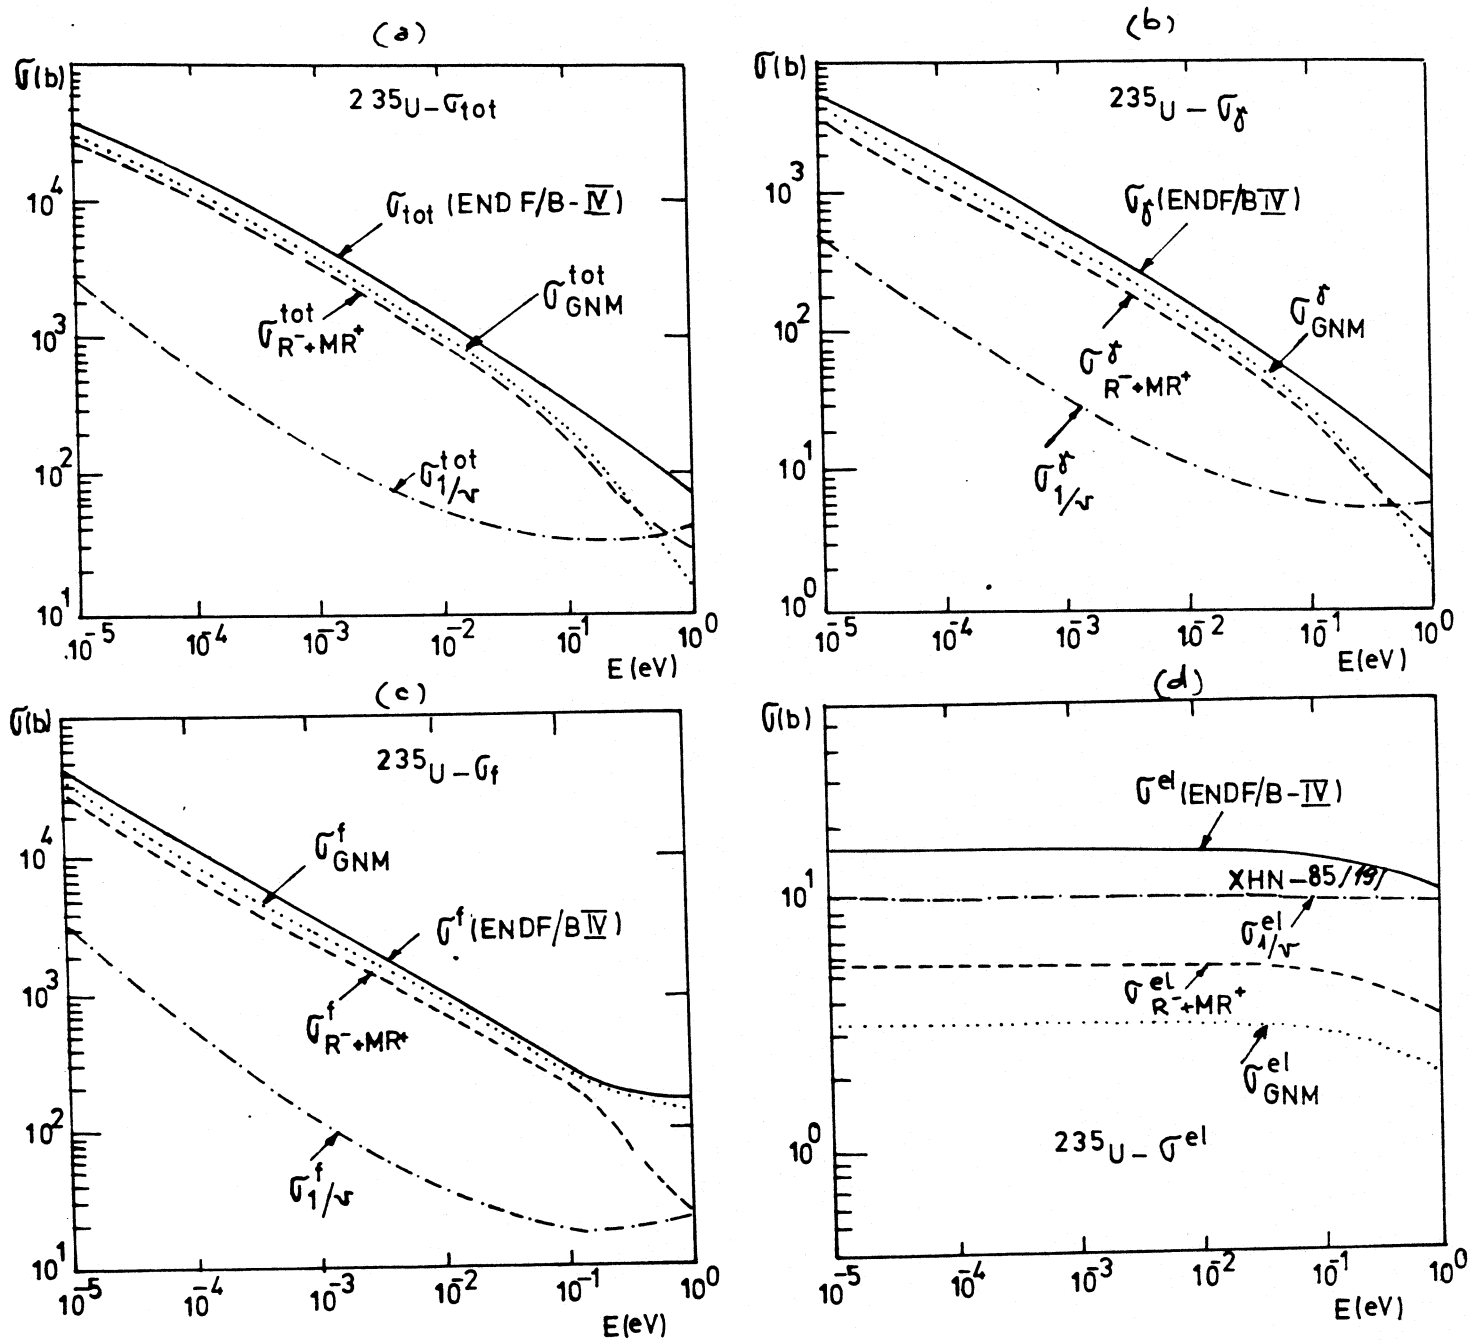 (a)
σ(b)
235U-σtot
σtot (ENDF/B-IV)
σtot GNM
σtot R-+MR+
σtot 1/v
10^4
10^3
10^2
10^1
10^-5 10^-4 10^-3 10^-2 10^-1 10^0
E(eV)
(b)
σ(b)
235U-σγ
σγ(ENDF/B IV)
σγ GNM
σγ R-+MR+
σγ 1/v
10^3
10^2
10^1
10^0
10^-5 10^-3 10^-2 10^-1 10^0
E(eV)
(c)
σ(b)
235U-σf
σf GNM
σf (ENDF/B IV)
σf R-+MR+
σf 1/v
10^4
10^3
10^2
10^1
10^-5 10^-4 10^-3 10^-2 10^-1 10^0
E(eV)
(d)
σ(b)
σel (ENDF/B-IV)
XHN-85/19/
σel 1/v
σel R-+MR+
σel GNM
235U-σel
10^1
10^0
10^-5 10^-4 10^-3 10^-2 10^-1 10^0
E(eV)